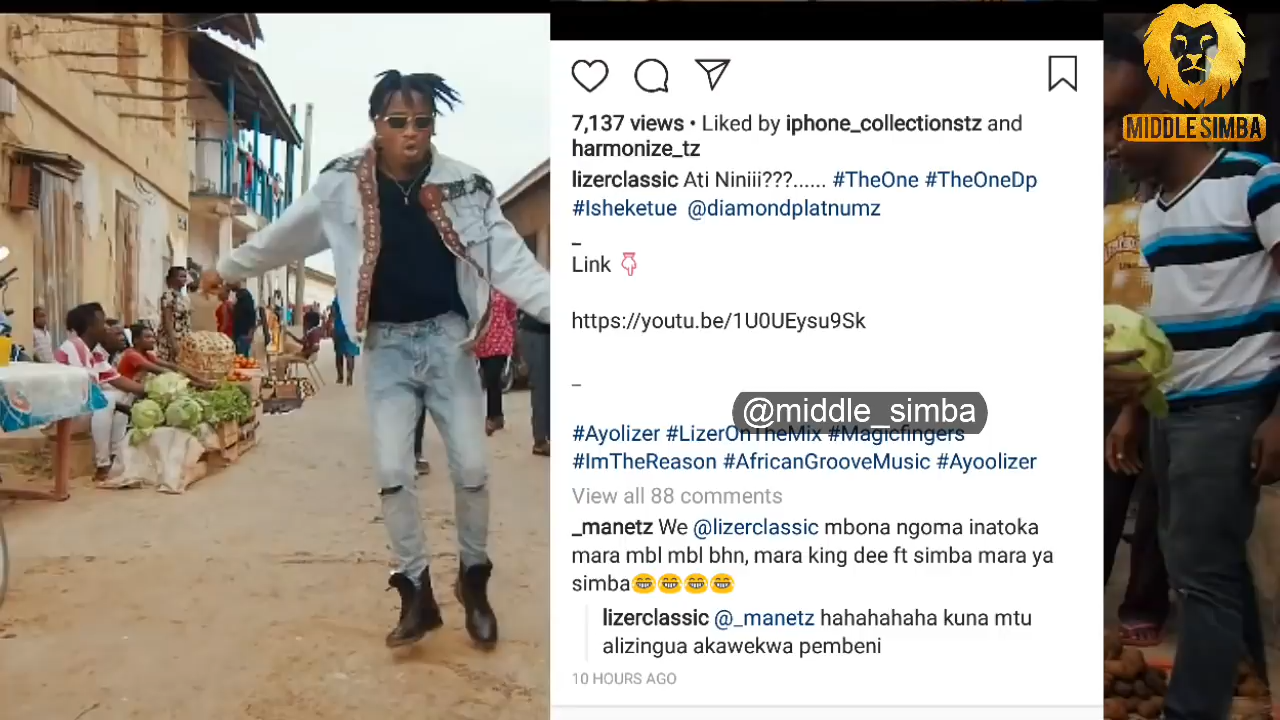 MIDDLE SIMBA
7,137 views • Liked by iphone_collectionstz and
harmonize_tz
lizerclassic Ati Niniii???...... #TheOne #TheOneDp
#Isheketue @diamondplatnumz
_
Link 👇
https://youtu.be/1U0UEysu9Sk
_
@middle_simba
#Ayolizer #LizerOnTheMix #Magicfingers
#ImTheReason #AfricanGrooveMusic #Ayoolizer
View all 88 comments
_manetz We @lizerclassic mbona ngoma inatoka
mara mbl mbl bhn, mara king dee ft simba mara ya
simba😂😂😂😂
lizerclassic @_manetz hahahahaha kuna mtu
alizingua akawekwa pembeni
10 HOURS AGO